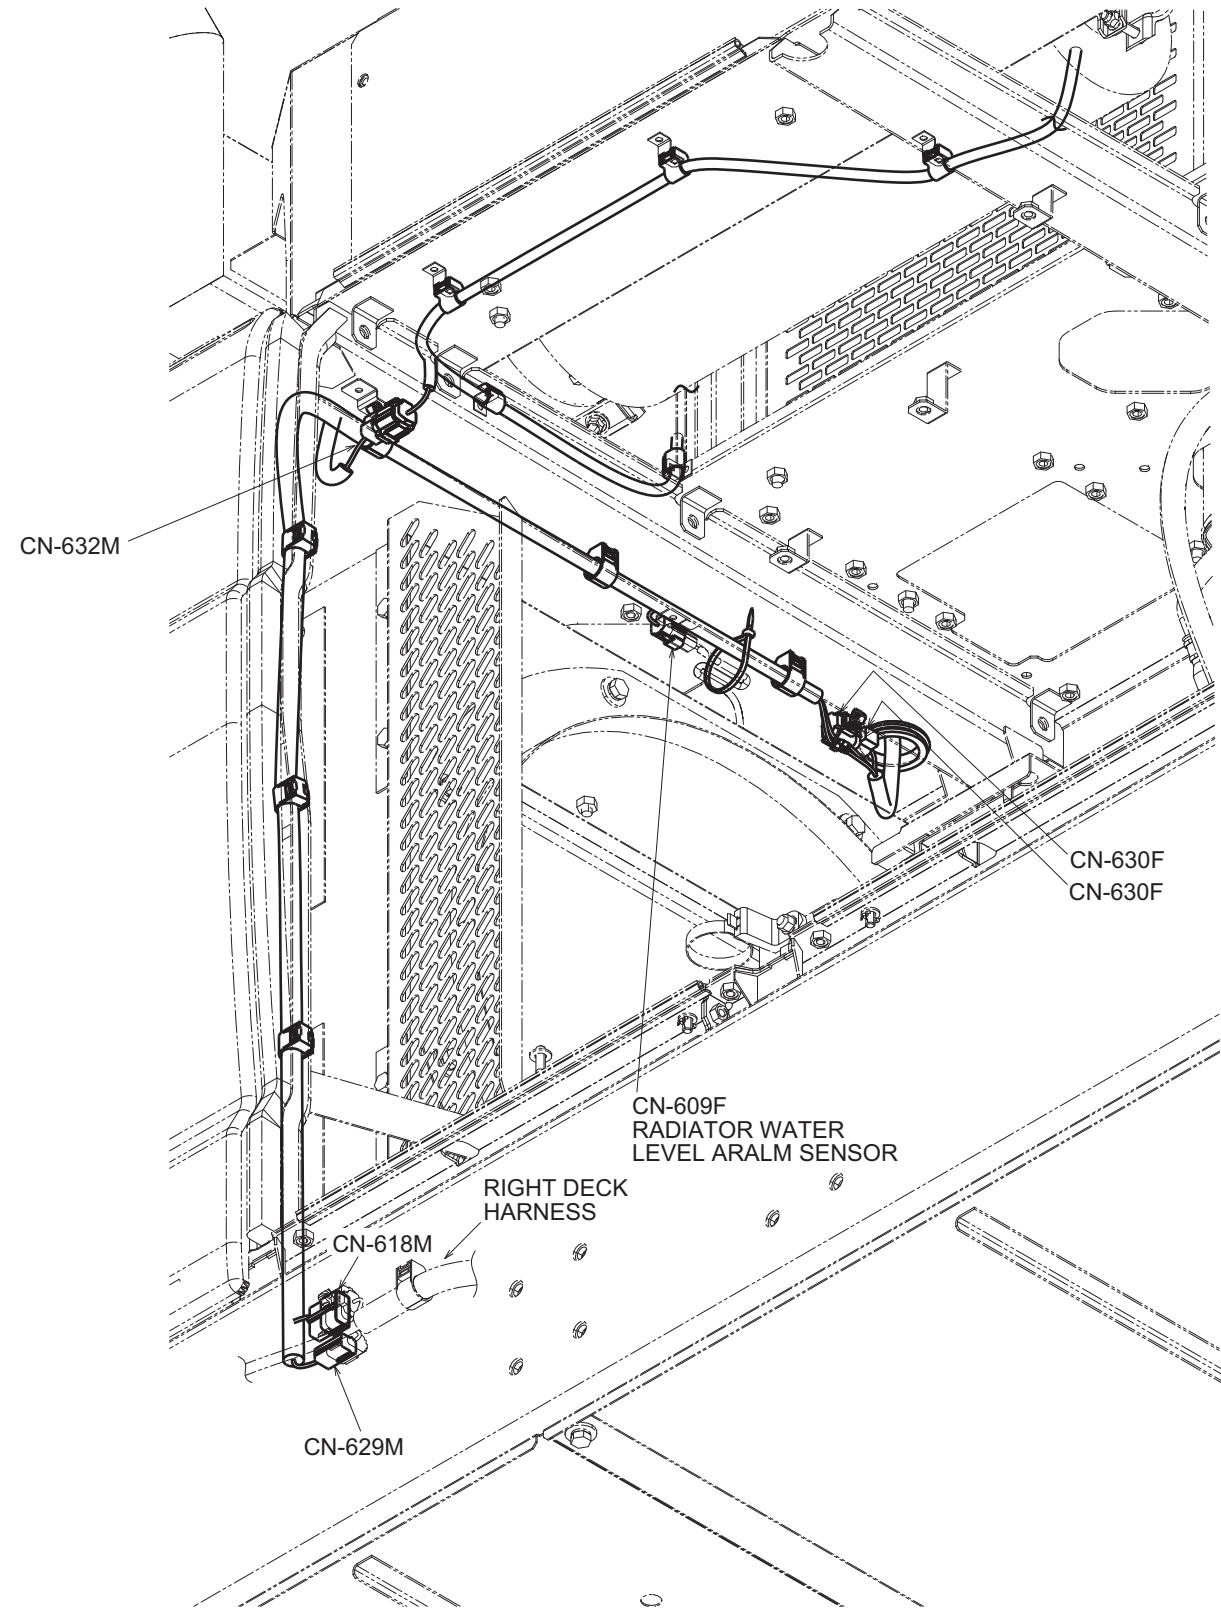 CN-632M
CN-630F
CN-630F
CN-609F
RADIATOR WATER
LEVEL ARALM SENSOR
RIGHT DECK
HARNESS
CN-618M
CN-629M